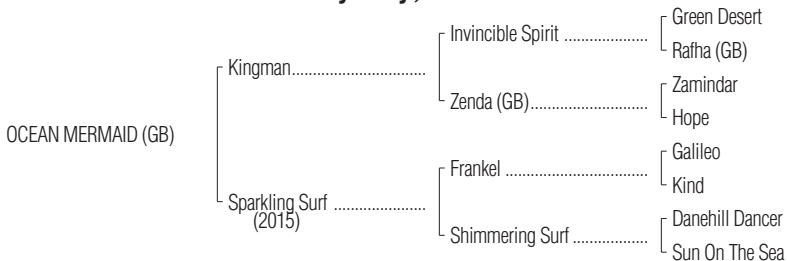 Green Desert
Invincible Spirit ......................
Rafha (GB)
Kingman...................................
Zamindar
Zenda (GB)..............................
Hope
OCEAN MERMAID (GB)
Galileo
Frankel .....................................
Kind
Sparkling Surf ........................
(2015)
Danehill Dancer
Shimmering Surf ...................
Sun On The Sea